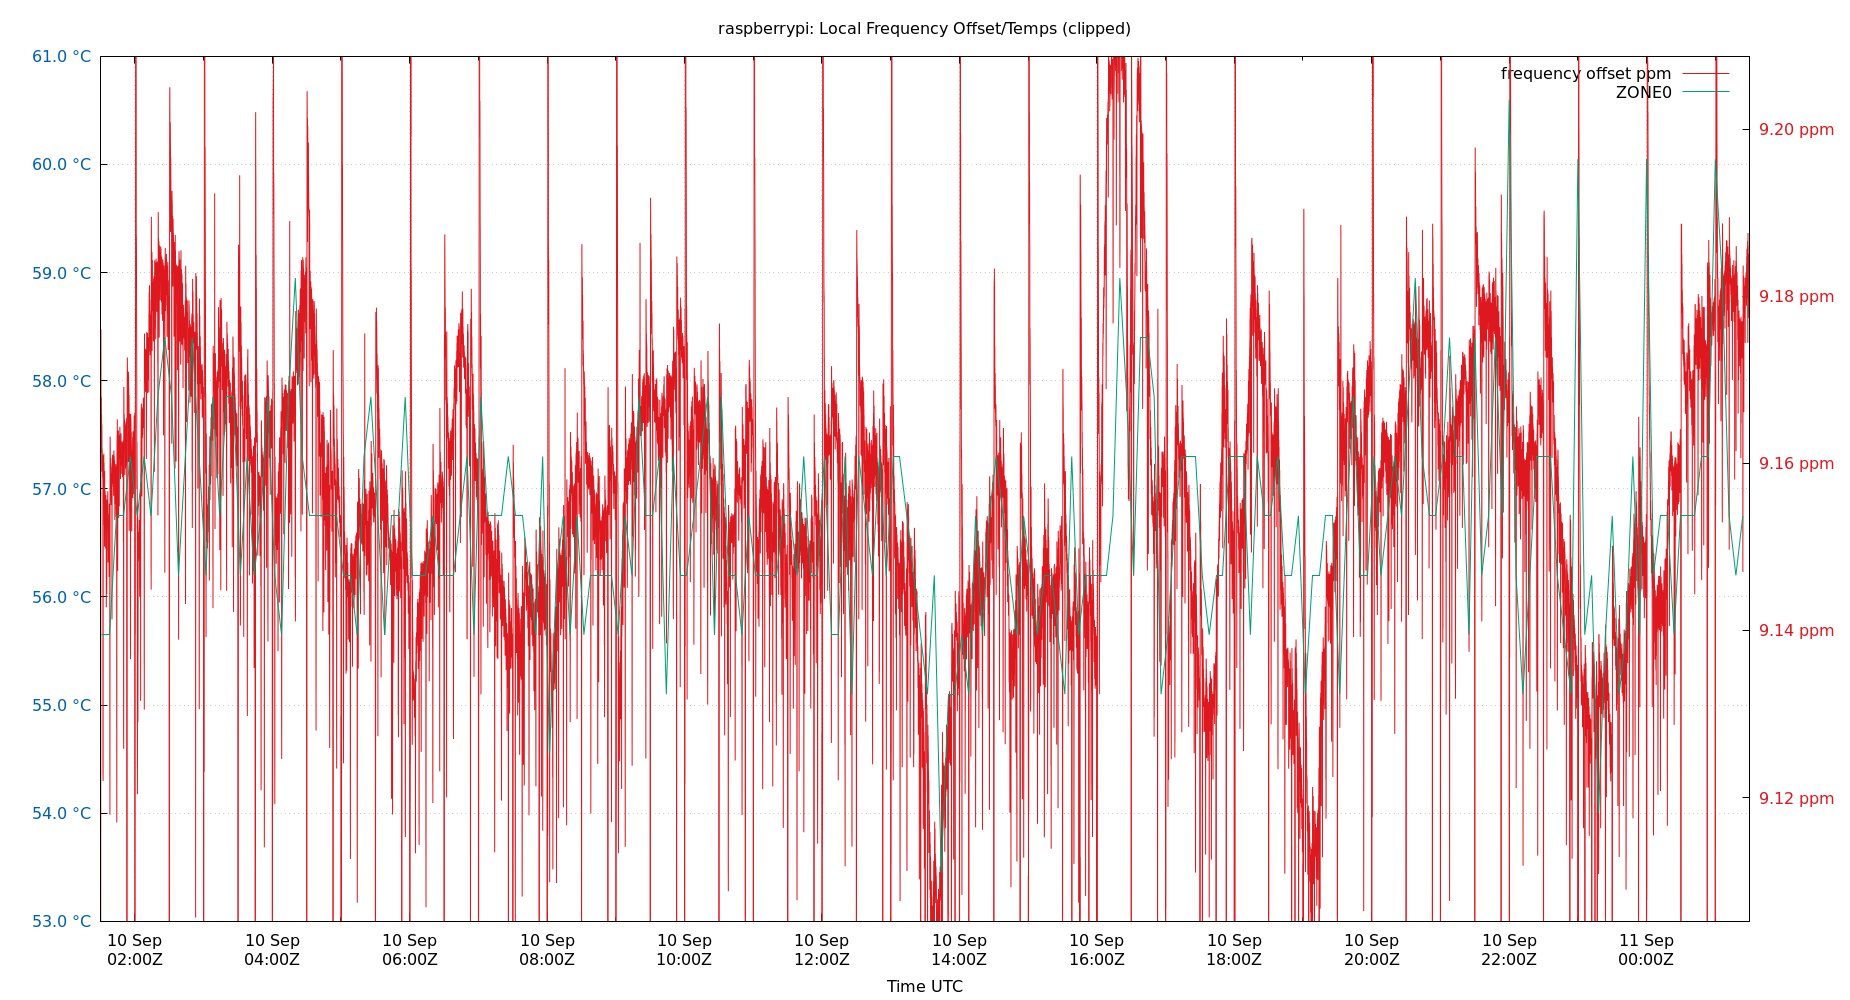 raspberrypi: Local Frequency Offset/Temps (clipped)
61.0 °C
60.0 °C
59.0 °C
58.0 °C
57.0 °C
56.0 °C
55.0 °C
54.0 °C
53.0 °C
frequency offset ppm
ZONE0
9.20 ppm
9.18 ppm
9.16 ppm
9.14 ppm
9.12 ppm
10 Sep 10 Sep 10 Sep 10 Sep 10 Sep 10 Sep 10 Sep 10 Sep 10 Sep 10 Sep 10 Sep 11 Sep
02:00Z 04:00Z 06:00Z 08:00Z 10:00Z 12:00Z 14:00Z 16:00Z 18:00Z 20:00Z 22:00Z 00:00Z
Time UTC